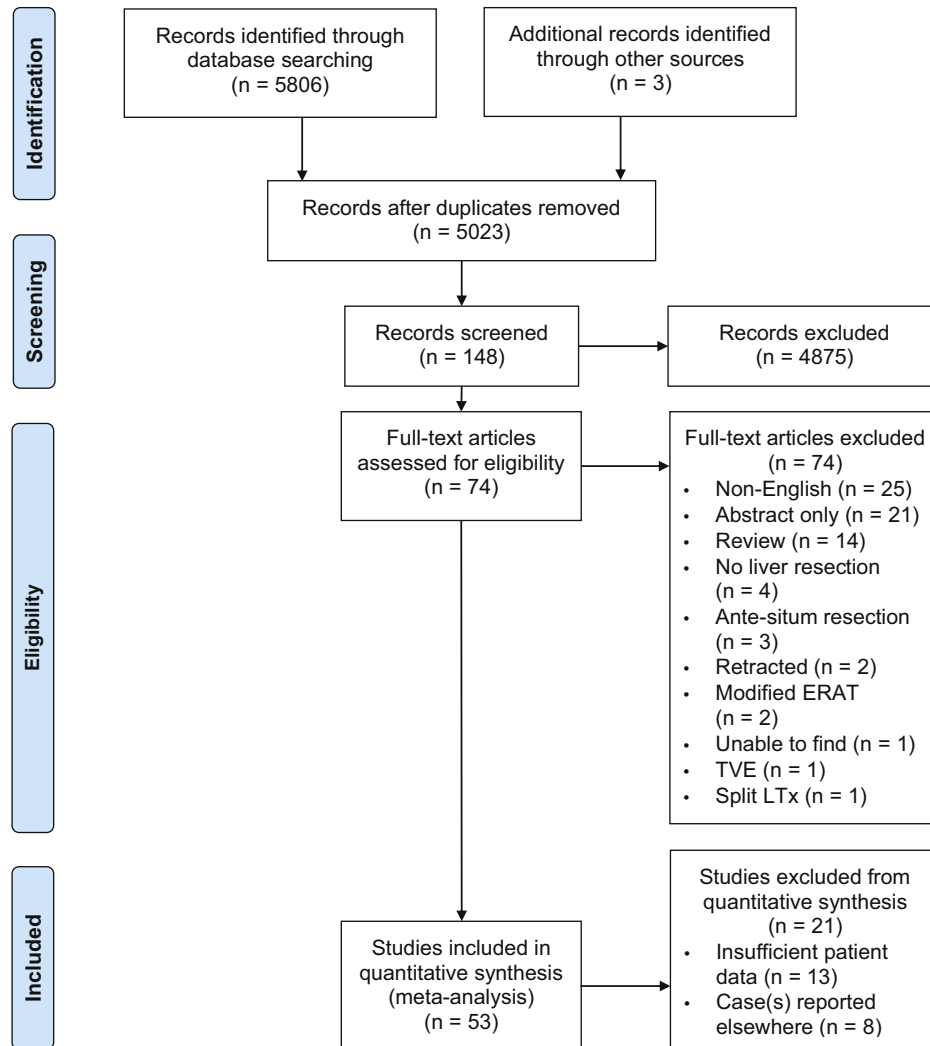 Identification
Records identified through
database searching
(n = 5806)
Additional records identified
through other sources
(n = 3)
Records after duplicates removed
(n = 5023)
Screening
Records screened
(n = 148)
Records excluded
(n = 4875)
Eligibility
Full-text articles
assessed for eligibility
(n = 74)
Full-text articles excluded
(n = 74)
• Non-English (n = 25)
• Abstract only (n = 21)
• Review (n = 14)
• No liver resection
(n = 4)
• Ante-situm resection
(n = 3)
• Retracted (n = 2)
• Modified ERAT
(n = 2)
• Unable to find (n = 1)
• TVE (n = 1)
• Split LTx (n = 1)
Included
Studies included in
quantitative synthesis
(meta-analysis)
(n = 53)
Studies excluded from
quantitative synthesis
(n = 21)
• Insufficient patient
data (n = 13)
• Case(s) reported
elsewhere (n = 8)